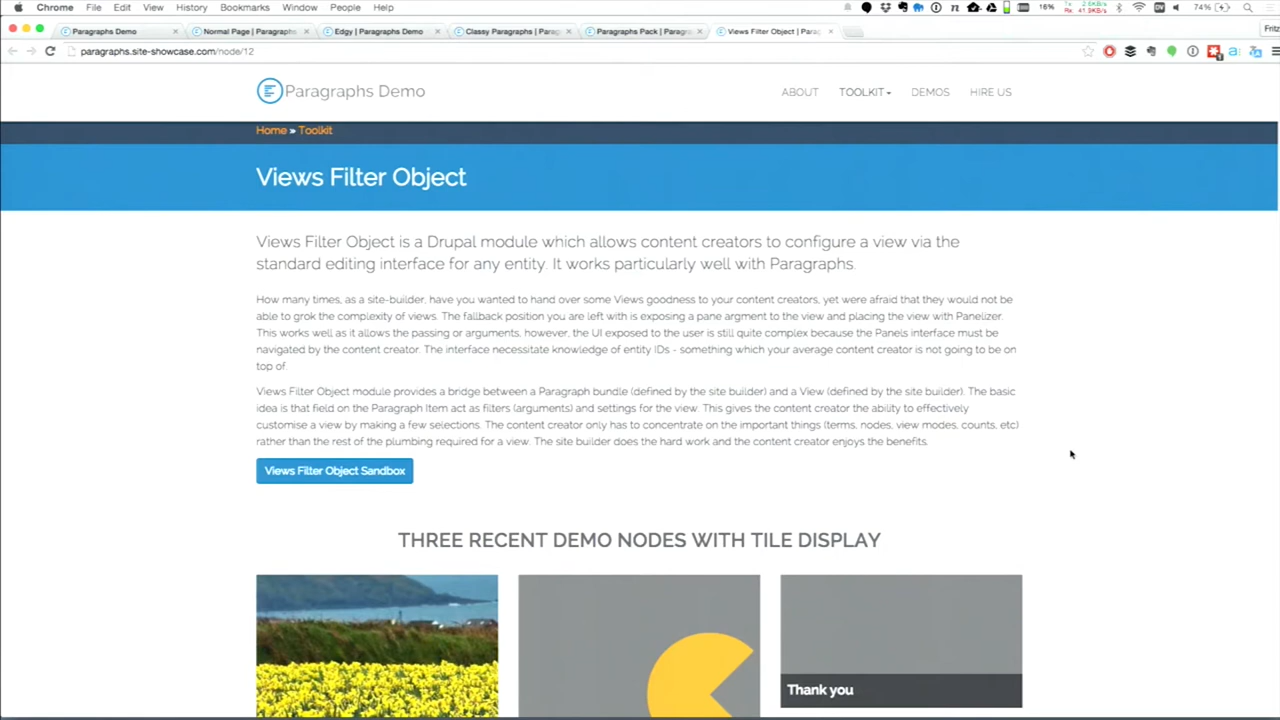 Chrome File Edit View History Bookmarks Window People Help 16% 74%
Paragraphs Demo Normal Page | Paragraphs Edgy | Paragraphs Demo Classy Paragraphs | Parag Paragraphs Pack | Paragra Views Filter Object | Parag Fritz
paragraphs.site-showcase.com/node/12
Paragraphs Demo ABOUT TOOLKIT DEMOS HIRE US
Home » Toolkit
Views Filter Object
Views Filter Object is a Drupal module which allows content creators to configure a view via the
standard editing interface for any entity. It works particularly well with Paragraphs.
How many times, as a site-builder, have you wanted to hand over some Views goodness to your content creators, yet were afraid that they would not be
able to grok the complexity of views. The fallback position you are left with is exposing a pane argment to the view and placing the view with Panelizer.
This works well as it allows the passing or arguments, however, the UI exposed to the user is still quite complex because the Panels interface must be
navigated by the content creator. The interface necessitate knowledge of entity IDs - something which your average content creator is not going to be on
top of.
Views Filter Object module provides a bridge between a Paragraph bundle (defined by the site builder) and a View (defined by the site builder). The basic
idea is that field on the Paragraph Item act as filters (arguments) and settings for the view. This gives the content creator the ability to effectively
customise a view by making a few selections. The content creator only has to concentrate on the important things (terms, nodes, view modes, counts, etc)
rather than the rest of the plumbing required for a view. The site builder does the hard work and the content creator enjoys the benefits.
Views Filter Object Sandbox
THREE RECENT DEMO NODES WITH TILE DISPLAY
Thank you